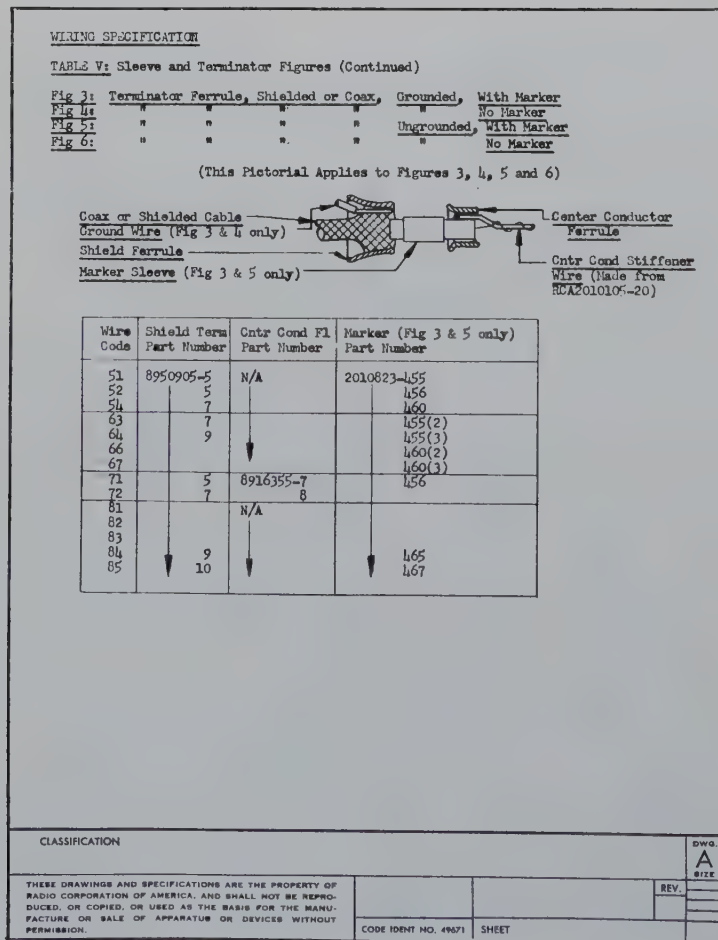 WIRING SPECIFICATION
TABLE V: Sleeve and Terminator Figures (Continued)
Fig 3: Terminator Ferrule, Shielded or Coax, Grounded, With Marker
Fig 4: " " " " " No Marker
Fig 5: " " " " Ungrounded, With Marker
Fig 6: " " " " " No Marker
(This Pictorial Applies to Figures 3, 4, 5 and 6)
Coax or Shielded Cable
Ground Wire (Fig 3 & 4 only)
Shield Ferrule
Marker Sleeve (Fig 3 & 5 only)
Center Conductor
Ferrule
Cntr Cond Stiffener
Wire (Made from
RCA2010105-20)
Wire Shield Term Cntr Cond Fl Marker (Fig 3 & 5 only)
Code Part Number Part Number Part Number
51 8950905-5 N/A 2010823-455
52 5 456
54 7 460
63 7 455(2)
64 9 455(3)
66 460(2)
67 460(3)
71 5 8916355-7 456
72 7 8
81 N/A
82
83
84 9 465
85 10 467
CLASSIFICATION
DWG.
A
SIZE
THESE DRAWINGS AND SPECIFICATIONS ARE THE PROPERTY OF
RADIO CORPORATION OF AMERICA, AND SHALL NOT BE REPRO-
DUCED, OR COPIED, OR USED AS THE BASIS FOR THE MANU-
FACTURE OR SALE OF APPARATUS OR DEVICES WITHOUT
PERMISSION.
REV.
CODE IDENT NO. 49671 SHEET